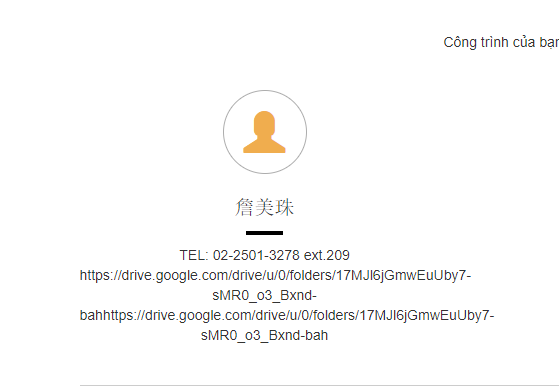 Công trình của bạn
詹美珠
TEL: 02-2501-3278 ext.209
https://drive.google.com/drive/u/0/folders/17MJl6jGmwEuUby7-
sMR0_o3_Bxnd-
bahhttps://drive.google.com/drive/u/0/folders/17MJl6jGmwEuUby7-
sMR0_o3_Bxnd-bah